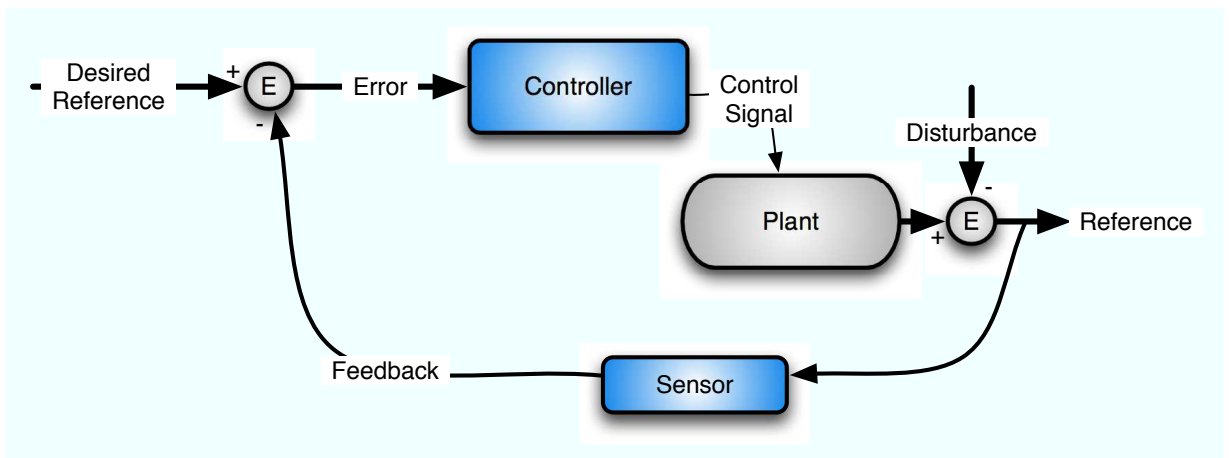 Desired
Reference
+
E
-
Error
Controller
Control
Signal
Disturbance
-
Plant
+
E
Reference
Feedback
Sensor